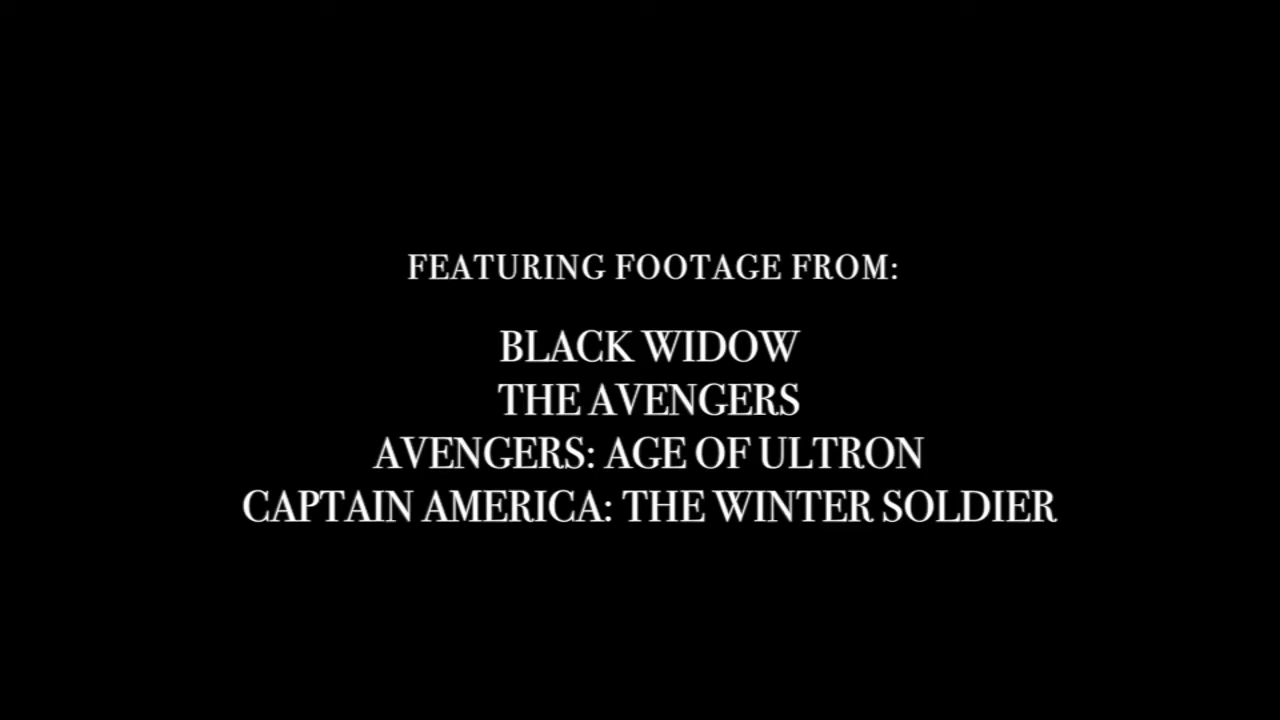 FEATURING FOOTAGE FROM:
BLACK WIDOW
THE AVENGERS
AVENGERS: AGE OF ULTRON
CAPTAIN AMERICA: THE WINTER SOLDIER